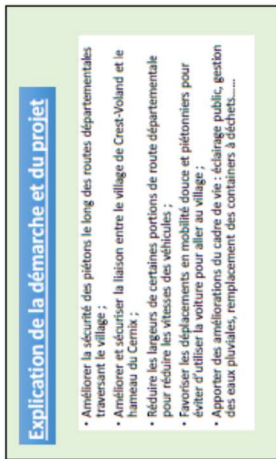 Explication de la démarche et du projet
• Améliorer la sécurité des piétons le long des routes départementales
traversant le village ;
• Améliorer et sécuriser la liaison entre le village de Crest-Voland et le
hameau du Cernix ;
• Réduire les largeurs de certaines portions de route départementale
pour réduire les vitesses des véhicules ;
• Favoriser les déplacements en mobilité douce et piétonniers pour
éviter d'utiliser la voiture pour aller au village ;
• Apporter des améliorations du cadre de vie : éclairage public, gestion
des eaux pluviales, remplacement des containers à déchets......